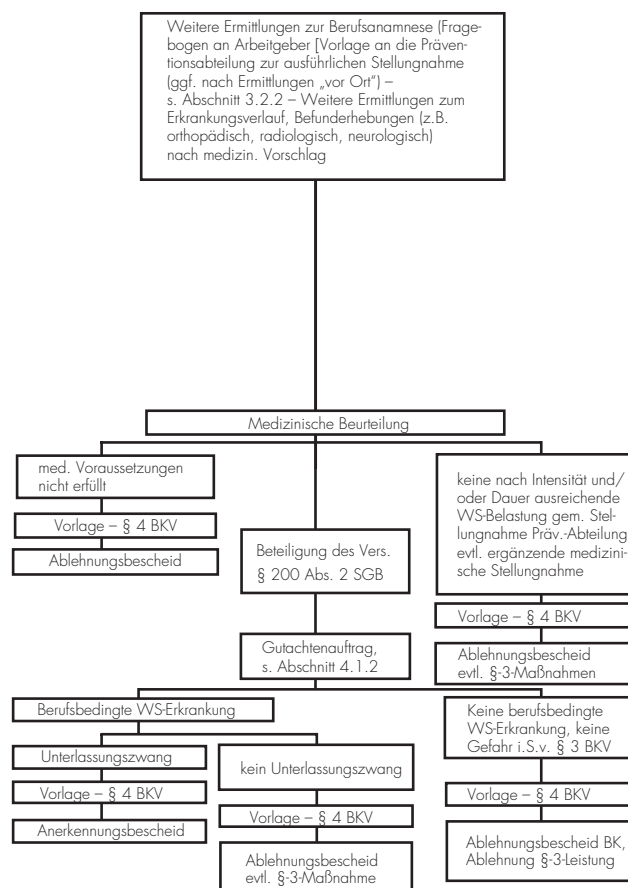 Weitere Ermittlungen zur Berufsanamnese (Frage-
bogen an Arbeitgeber [Vorlage an die Präven-
tionsabteilung zur ausführlichen Stellungnahme
(ggf. nach Ermittlungen „vor Ort“) –
s. Abschnitt 3.2.2 – Weitere Ermittlungen zum
Erkrankungsverlauf, Befunderhebungen (z.B.
orthopädisch, radiologisch, neurologisch)
nach medizin. Vorschlag
Medizinische Beurteilung
med. Voraussetzungen
nicht erfüllt
Vorlage – § 4 BKV
Ablehnungsbescheid
Beteiligung des Vers.
§ 200 Abs. 2 SGB
keine nach Intensität und/
oder Dauer ausreichende
WS-Belastung gem. Stel-
lungnahme Präv.-Abteilung
evtl. ergänzende medizini-
sche Stellungnahme
Vorlage – § 4 BKV
Ablehnungsbescheid
evtl. §-3-Maßnahmen
Gutachtenauftrag,
s. Abschnitt 4.1.2
Berufsbedingte WS-Erkrankung
Unterlassungszwang
Vorlage – § 4 BKV
Anerkennungsbescheid
kein Unterlassungszwang
Vorlage – § 4 BKV
Ablehnungsbescheid
evtl. §-3-Maßnahme
Keine berufsbedingte
WS-Erkrankung, keine
Gefahr i.S.v. § 3 BKV
Vorlage – § 4 BKV
Ablehnungsbescheid BK,
Ablehnung §-3-Leistung